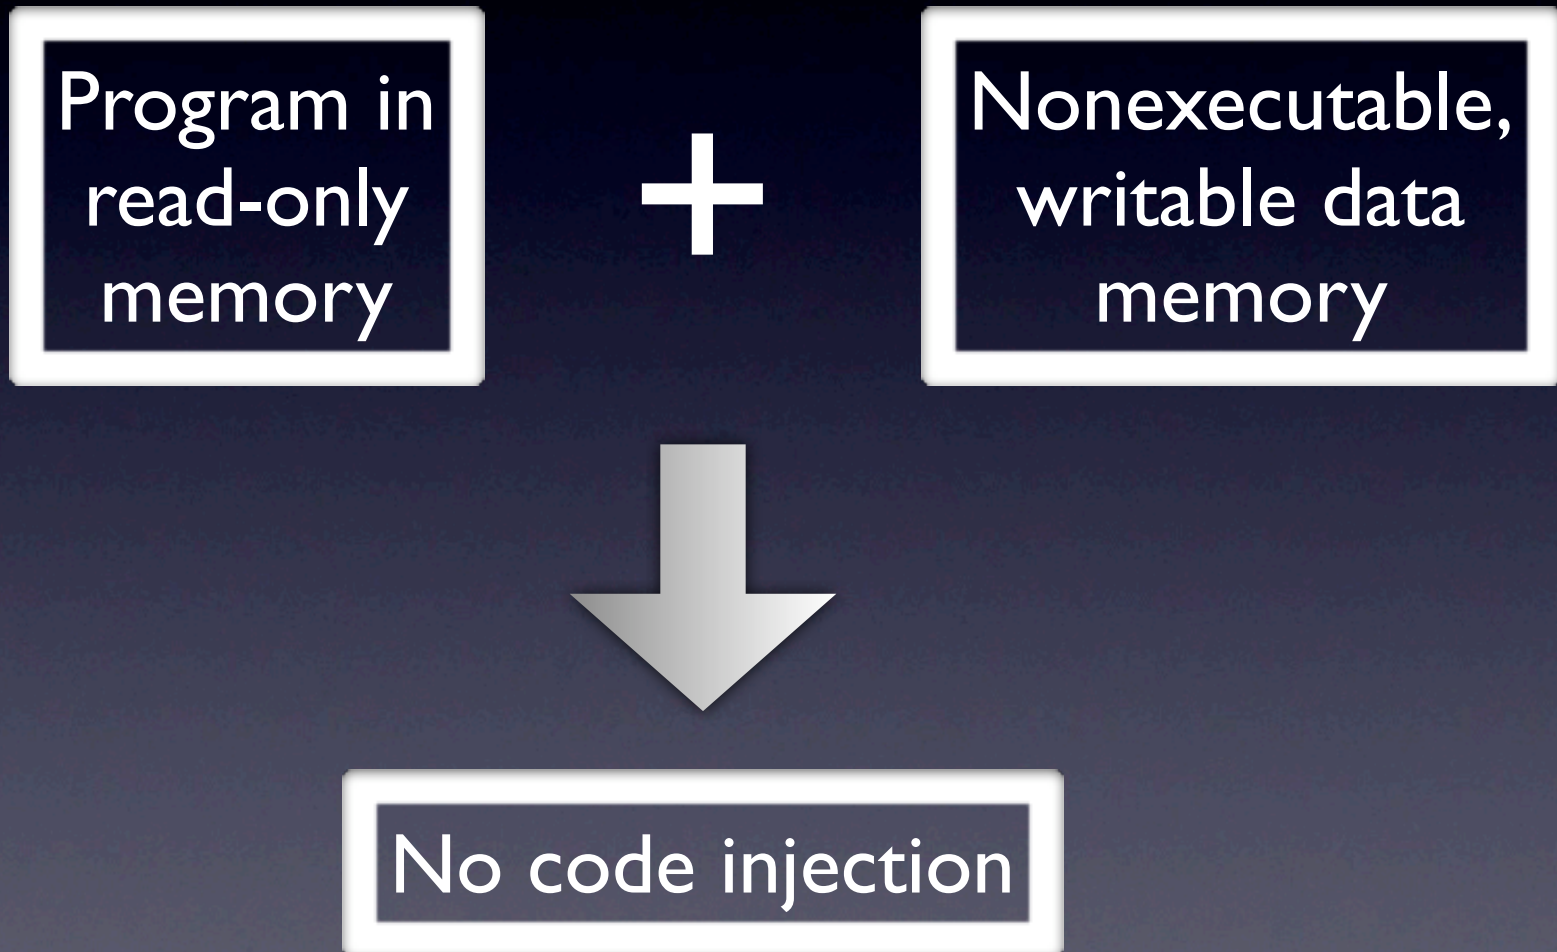 Program in
read-only
memory
+
Nonexecutable,
writable data
memory
No code injection